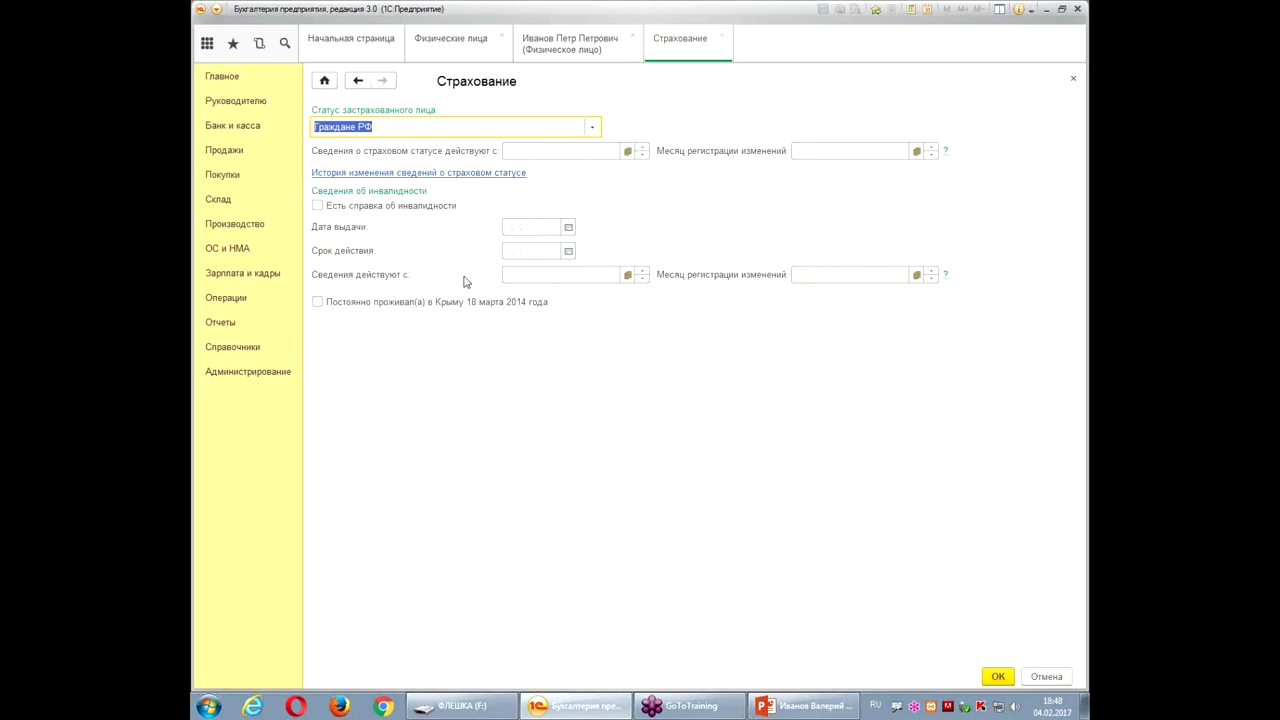 Бухгалтерия предприятия, редакция 3.0 (1С:Предприятие)
M M+ M-
Начальная страница
Физические лица
Иванов Петр Петрович
(Физическое лицо)
Страхование
Главное
Руководителю
Банк и касса
Продажи
Покупки
Склад
Производство
ОС и НМА
Зарплата и кадры
Операции
Отчеты
Справочники
Администрирование
Страхование
Статус застрахованного лица
Граждане РФ
Сведения о страховом статусе действуют с:
Месяц регистрации изменений
?
История изменения сведений о страховом статусе
Сведения об инвалидности
Есть справка об инвалидности
Дата выдачи:
. .
Срок действия
. .
Сведения действуют с:
Месяц регистрации изменений
?
Постоянно проживал(а) в Крыму 18 марта 2014 года
ОК
Отмена
ФЛЕШКА (F:)
Бухгалтерия пре...
GoToTraining
Иванов Валерий ...
RU
18:48
04.02.2017